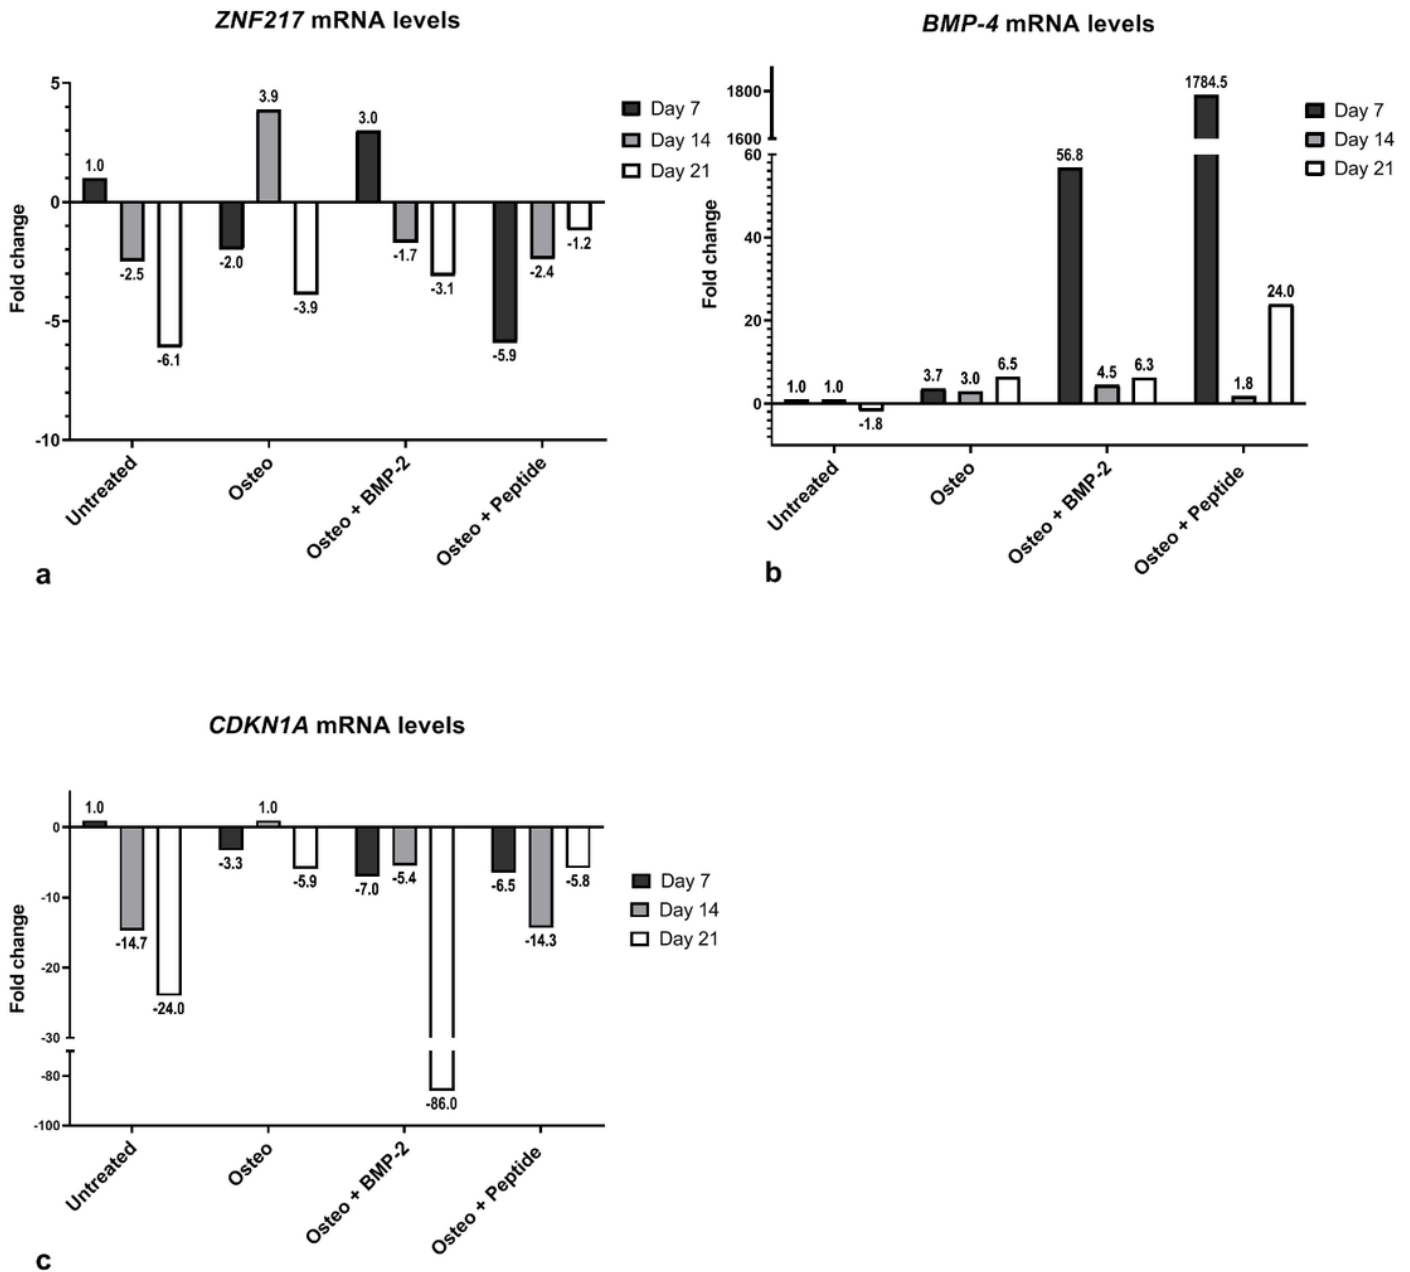 ZNF217 mRNA levels
5
0
-5
-10
Fold change
1.0
-2.5
-6.1
-2.0
3.9
-3.9
3.0
-1.7
-3.1
-5.9
-2.4
-1.2
Day 7
Day 14
Day 21
Untreated
Osteo
Osteo + BMP-2
Osteo + Peptide
a
BMP-4 mRNA levels
1800
1600
60
40
20
0
Fold change
1.0
1.0
-1.8
3.7
3.0
6.5
56.8
4.5
6.3
1784.5
1.8
24.0
Day 7
Day 14
Day 21
Untreated
Osteo
Osteo + BMP-2
Osteo + Peptide
b
CDKN1A mRNA levels
0
-10
-20
-30
-80
-100
Fold change
1.0
-14.7
-24.0
-3.3
1.0
-5.9
-7.0
-5.4
-86.0
-6.5
-14.3
-5.8
Day 7
Day 14
Day 21
Untreated
Osteo
Osteo + BMP-2
Osteo + Peptide
c